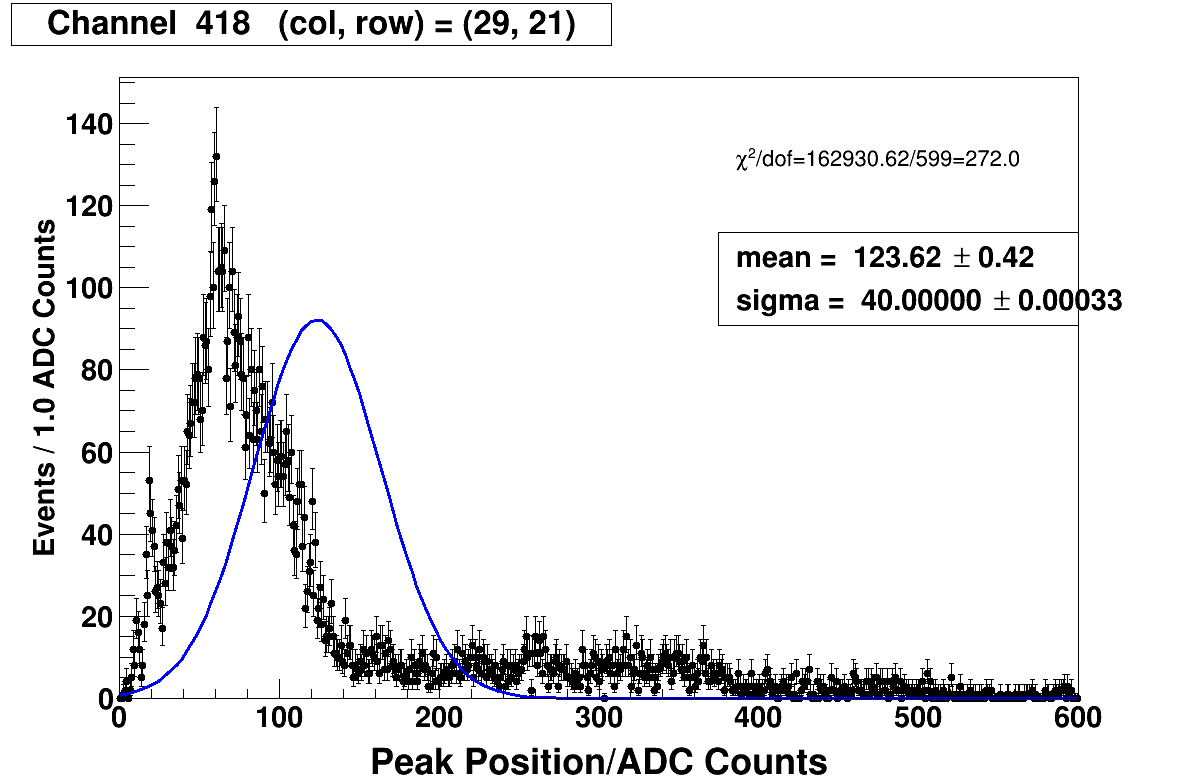 Channel 418 (col, row) = (29, 21)
χ²/dof=162930.62/599=272.0
mean = 123.62 ± 0.42
sigma = 40.00000 ± 0.00033
Events / 1.0 ADC Counts
140
120
100
80
60
40
20
0
0 100 200 300 400 500 600
Peak Position/ADC Counts